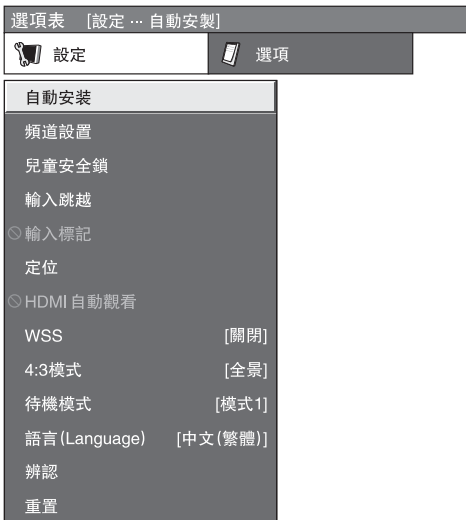 選項表 [設定 ··· 自動安製]
設定 選項
自動安装
頻道設置
兒童安全鎖
輸入跳越
輸入標記
定位
HDMI 自動觀看
WSS [關閉]
4:3模式 [全景]
待機模式 [模式1]
語言(Language) [中文(繁體)]
辨認
重置